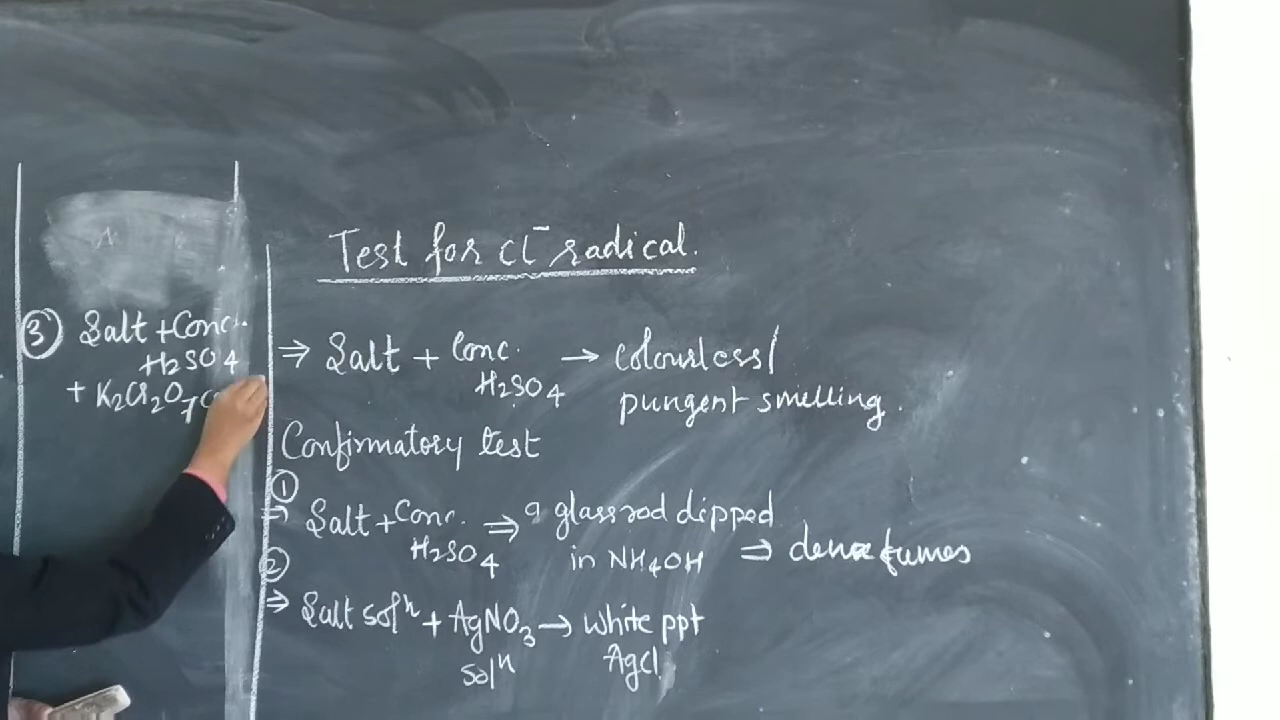 ③ Salt + Conc.
H2SO4
+ K2Cr2O7
Test for Cl⁻ radical.
⇒ Salt + Conc. H2SO4 → colourless/
pungent smelling.
Confirmatory test
①
⇒ Salt + Conc. H2SO4 ⇒ a glass rod dipped
in NH4OH ⇒ dense fumes
②
⇒ Salt solⁿ + AgNO3 → white ppt
solⁿ AgCl